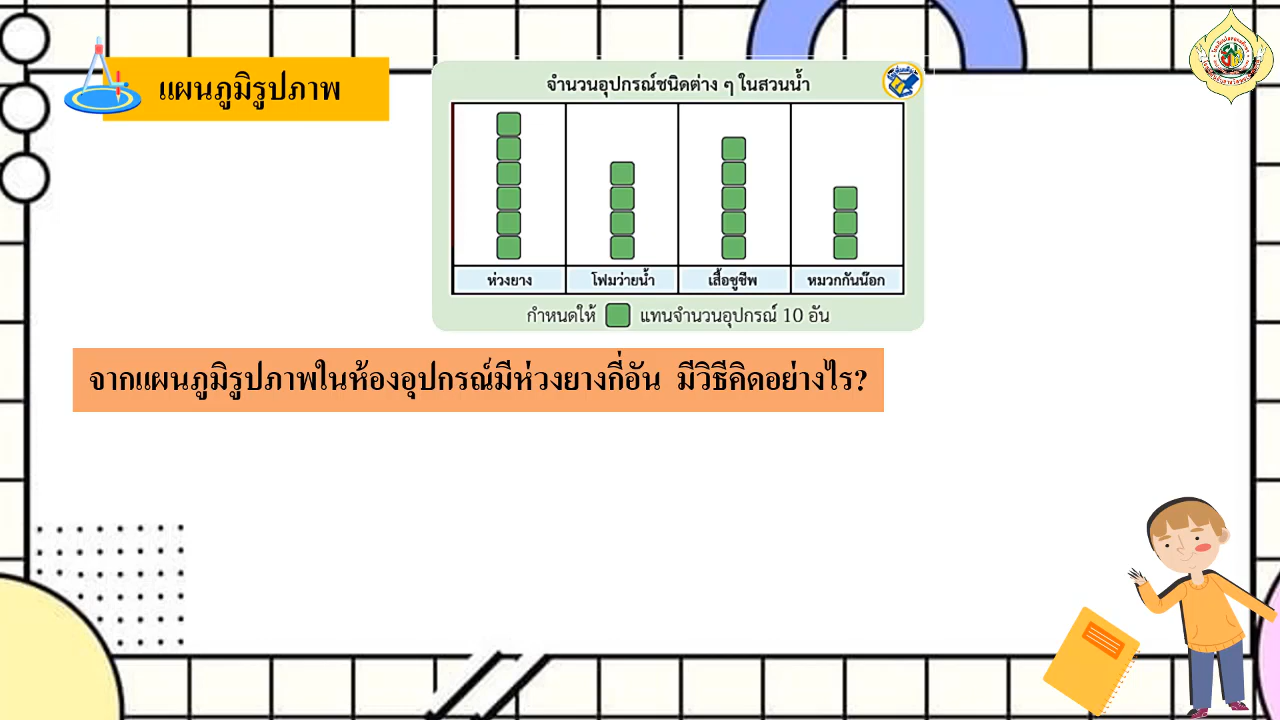 แผนภูมิรูปภาพ
จำนวนอุปกรณ์ชนิดต่าง ๆ ในสวนน้ำ
ห่วงยาง โฟมว่ายน้ำ เสื้อชูชีพ หมวกกันน๊อก
กำหนดให้ แทนจำนวนอุปกรณ์ 10 อัน
จากแผนภูมิรูปภาพในห้องอุปกรณ์มีห่วงยางกี่อัน มีวิธีคิดอย่างไร?